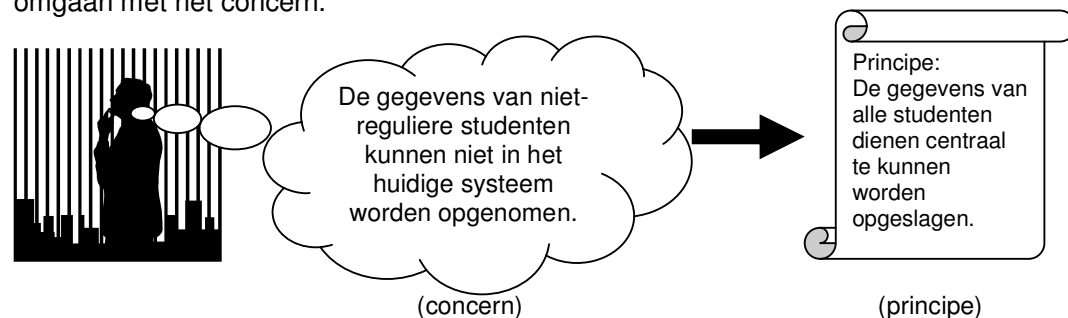 omgaan met het concern.
De gegevens van niet-
reguliere studenten
kunnen niet in het
huidige systeem
worden opgenomen.
Principe:
De gegevens van
alle studenten
dienen centraal
te kunnen
worden
opgeslagen.
(concern)
(principe)